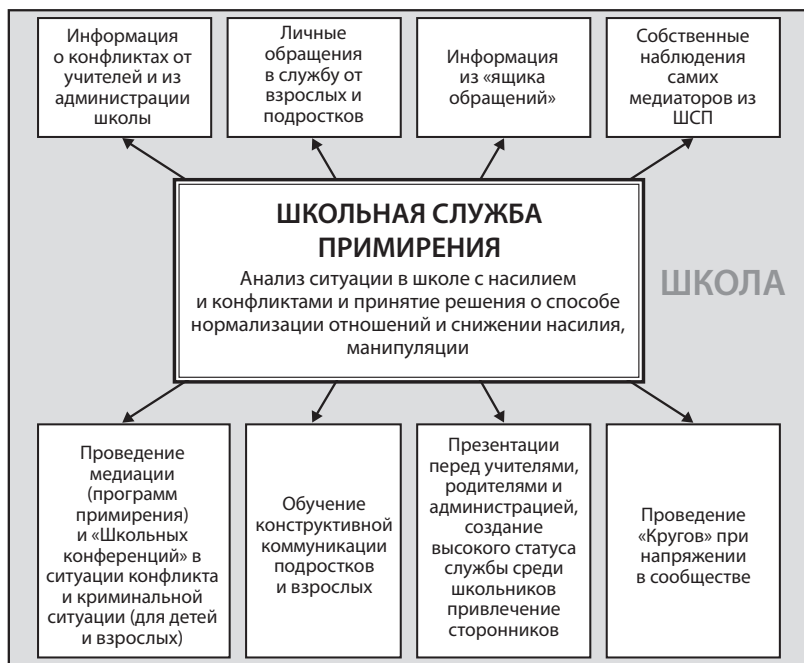 Информация
о конфликтах от
учителей и из
администрации
школы
Личные
обращения
в службу от
взрослых и
подростков
Информация
из «ящика
обращений»
Собственные
наблюдения
самих
медиаторов из
ШСП
ШКОЛЬНАЯ СЛУЖБА
ПРИМИРЕНИЯ
Анализ ситуации в школе с насилием
и конфликтами и принятие решения о способе
нормализации отношений и снижении насилия,
манипуляции
ШКОЛА
Проведение
медиации
(программ
примирения)
и «Школьных
конференций» в
ситуации конфликта
и криминальной
ситуации (для детей
и взрослых)
Обучение
конструктивной
коммуникации
подростков
и взрослых
Презентации
перед учителями,
родителями и
администрацией,
создание
высокого статуса
службы среди
школьников
привлечение
сторонников
Проведение
«Кругов» при
напряжении
в сообществе